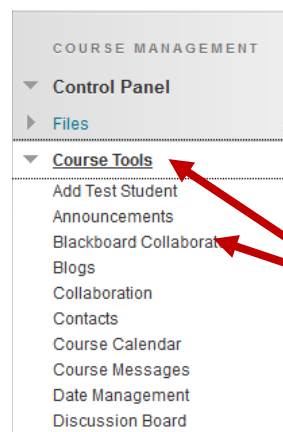 COURSE MANAGEMENT
Control Panel
Files
Course Tools
Add Test Student
Announcements
Blackboard Collaborate
Blogs
Collaboration
Contacts
Course Calendar
Course Messages
Date Management
Discussion Board